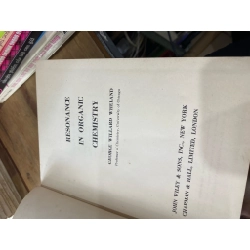 RESONANCE
IN ORGANIC
CHEMISTRY
GEORGE WILLARD WHELAND
Professor of Chemistry, University of Chicago
JOHN WILEY & SONS, INC., NEW YORK
CHAPMAN & HALL, LIMITED, LONDON